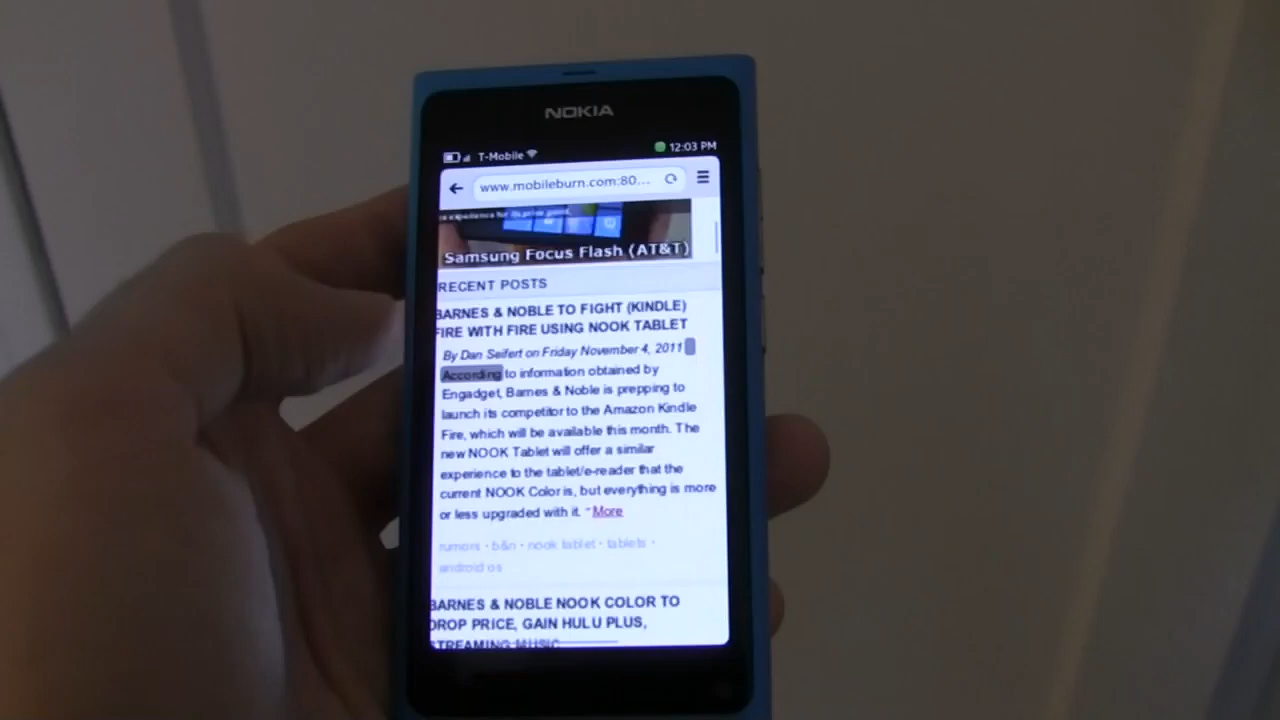 NOKIA
T-Mobile 12:03 PM
www.mobileburn.com:80...
Samsung Focus Flash (AT&T)
RECENT POSTS
BARNES & NOBLE TO FIGHT (KINDLE)
FIRE WITH FIRE USING NOOK TABLET
By Dan Seifert on Friday November 4, 2011
According to information obtained by
Engadget, Barnes & Noble is prepping to
launch its competitor to the Amazon Kindle
Fire, which will be available this month. The
new NOOK Tablet will offer a similar
experience to the tablet/e-reader that the
current NOOK Color is, but everything is more
or less upgraded with it. "More
rumors · b&n · nook tablet · tablets ·
android os
BARNES & NOBLE NOOK COLOR TO
DROP PRICE, GAIN HULU PLUS,
STREAMING MUSIC